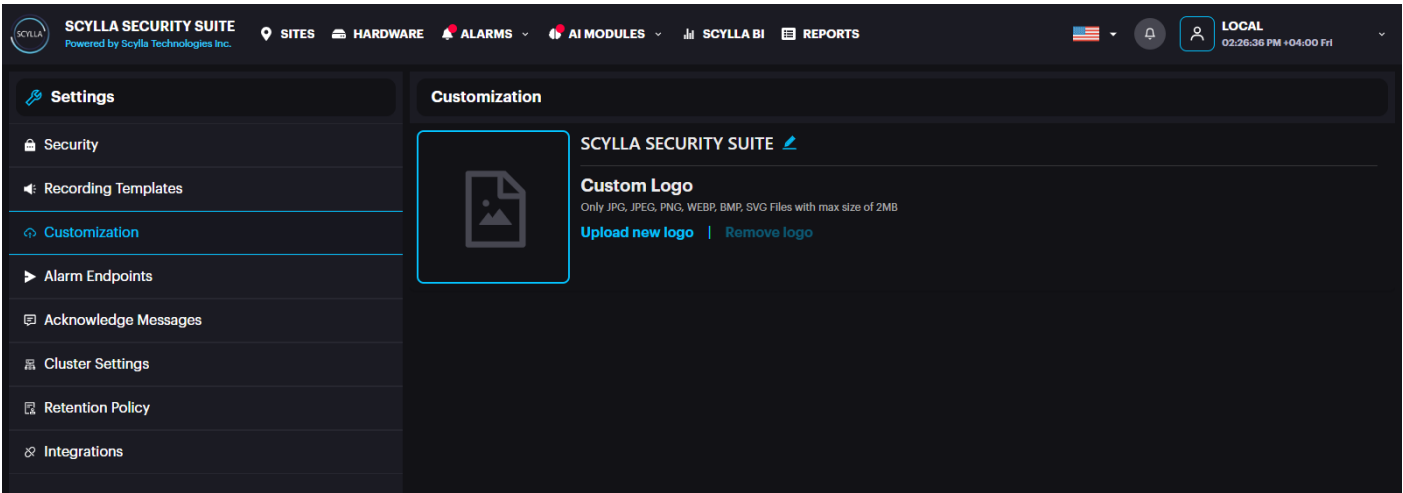 SCYLLA
SCYLLA SECURITY SUITE
Powered by Scylla Technologies Inc.
SITES
HARDWARE
ALARMS
AI MODULES
SCYLLA BI
REPORTS
LOCAL
02:26:36 PM +04:00 Fri
Settings
Security
Recording Templates
Customization
Alarm Endpoints
Acknowledge Messages
Cluster Settings
Retention Policy
Integrations
Customization
SCYLLA SECURITY SUITE
Custom Logo
Only JPG, JPEG, PNG, WEBP, BMP, SVG Files with max size of 2MB
Upload new logo | Remove logo